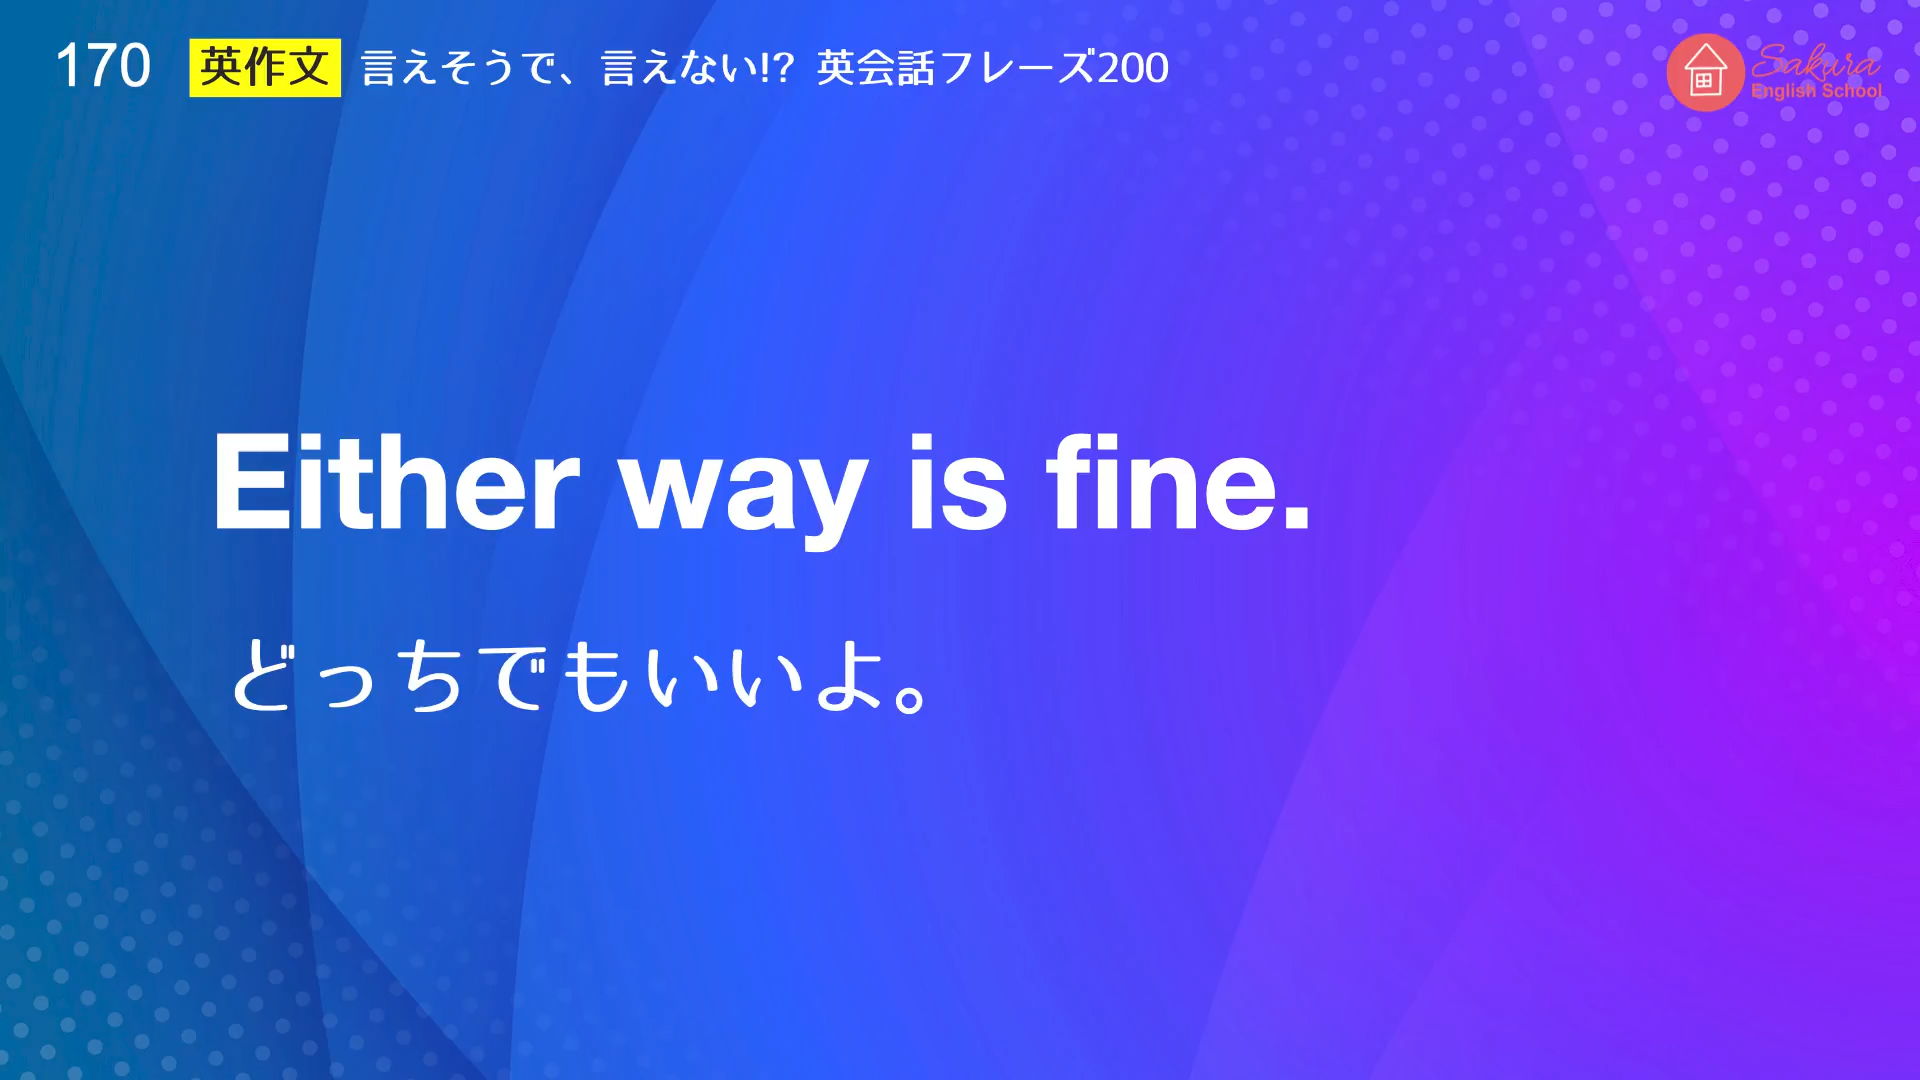 170 英作文 言えそうで、言えない!? 英会話フレーズ200
Sakura
English School
Either way is fine.
どっちでもいいよ。